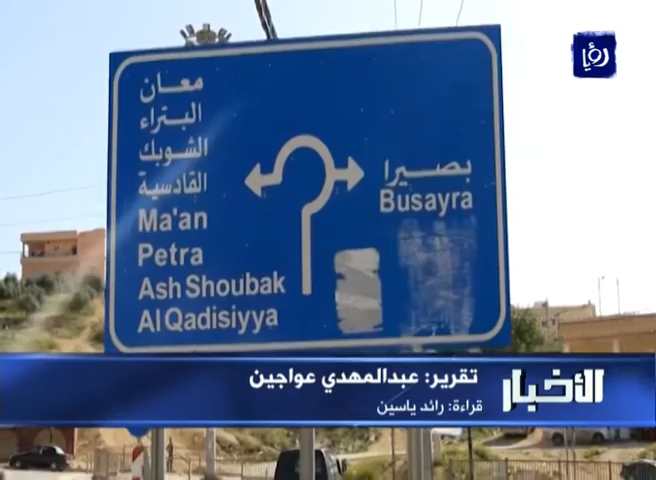 رؤيا
معان
البتراء
الشوبك
القادسية
Ma'an
Petra
Ash Shoubak
Al Qadisiyya
بصيرا
Busayra
الأخبار
تقرير: عبدالمهدي عواجين
قراءة: رائد ياسين